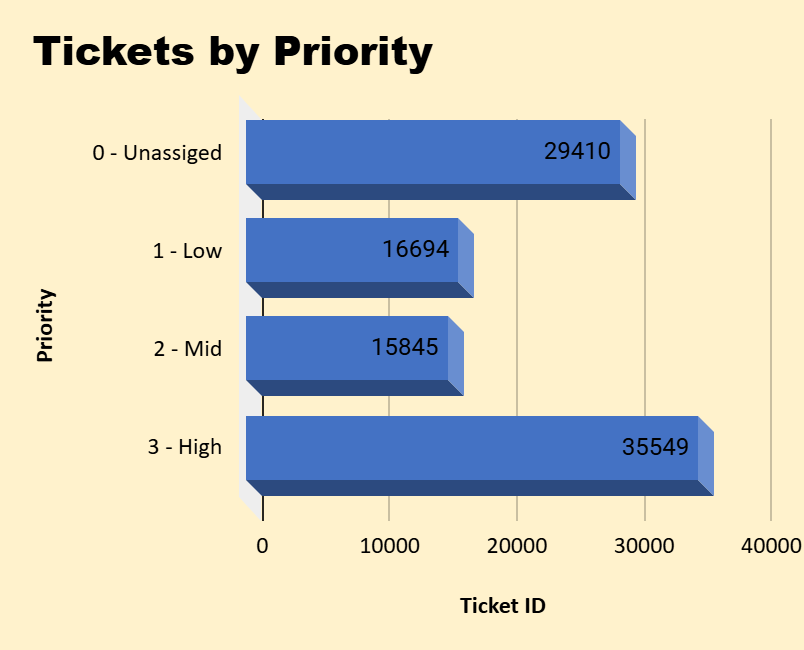 Tickets by Priority
0 - Unassiged
29410
1 - Low
16694
Priority
2 - Mid
15845
3 - High
35549
0 10000 20000 30000 40000
Ticket ID